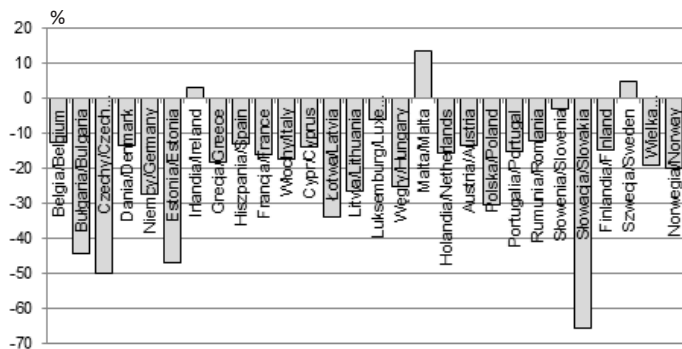 %
20
10
0
-10
-20
-30
-40
-50
-60
-70
Belgia/Belgium
Bułgaria/Bulgaria
Czechy/Czech...
Dania/Denmark
Niemcy/Germany
Estonia/Estonia
Irlandia/Ireland
Grecja/Greece
Hiszpania/Spain
Francja/France
Włochy/Italy
Cypr/Cyprus
Łotwa/Latvia
Litwa/Lithuania
Luksemburg/Luxe...
Węgry/Hungary
Malta/Malta
Holandia/Netherlands
Austria/Austria
Polska/Poland
Portugalia/Portugal
Rumunia/Romania
Słowenia/Slovenia
Słowacja/Slovakia
Finlandia/Finland
Szwecja/Sweden
Wielka...
Norwegia/Norway